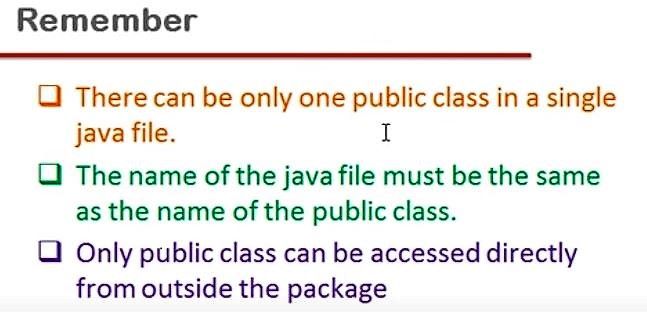 Remember
There can be only one public class in a single
java file.
The name of the java file must be the same
as the name of the public class.
Only public class can be accessed directly
from outside the package